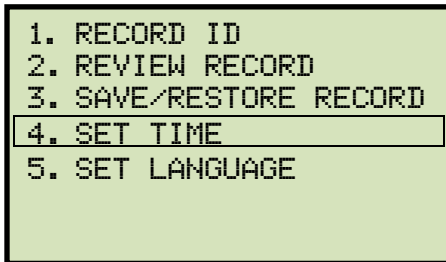 1. RECORD ID
2. REVIEW RECORD
3. SAVE/RESTORE RECORD
4. SET TIME
5. SET LANGUAGE